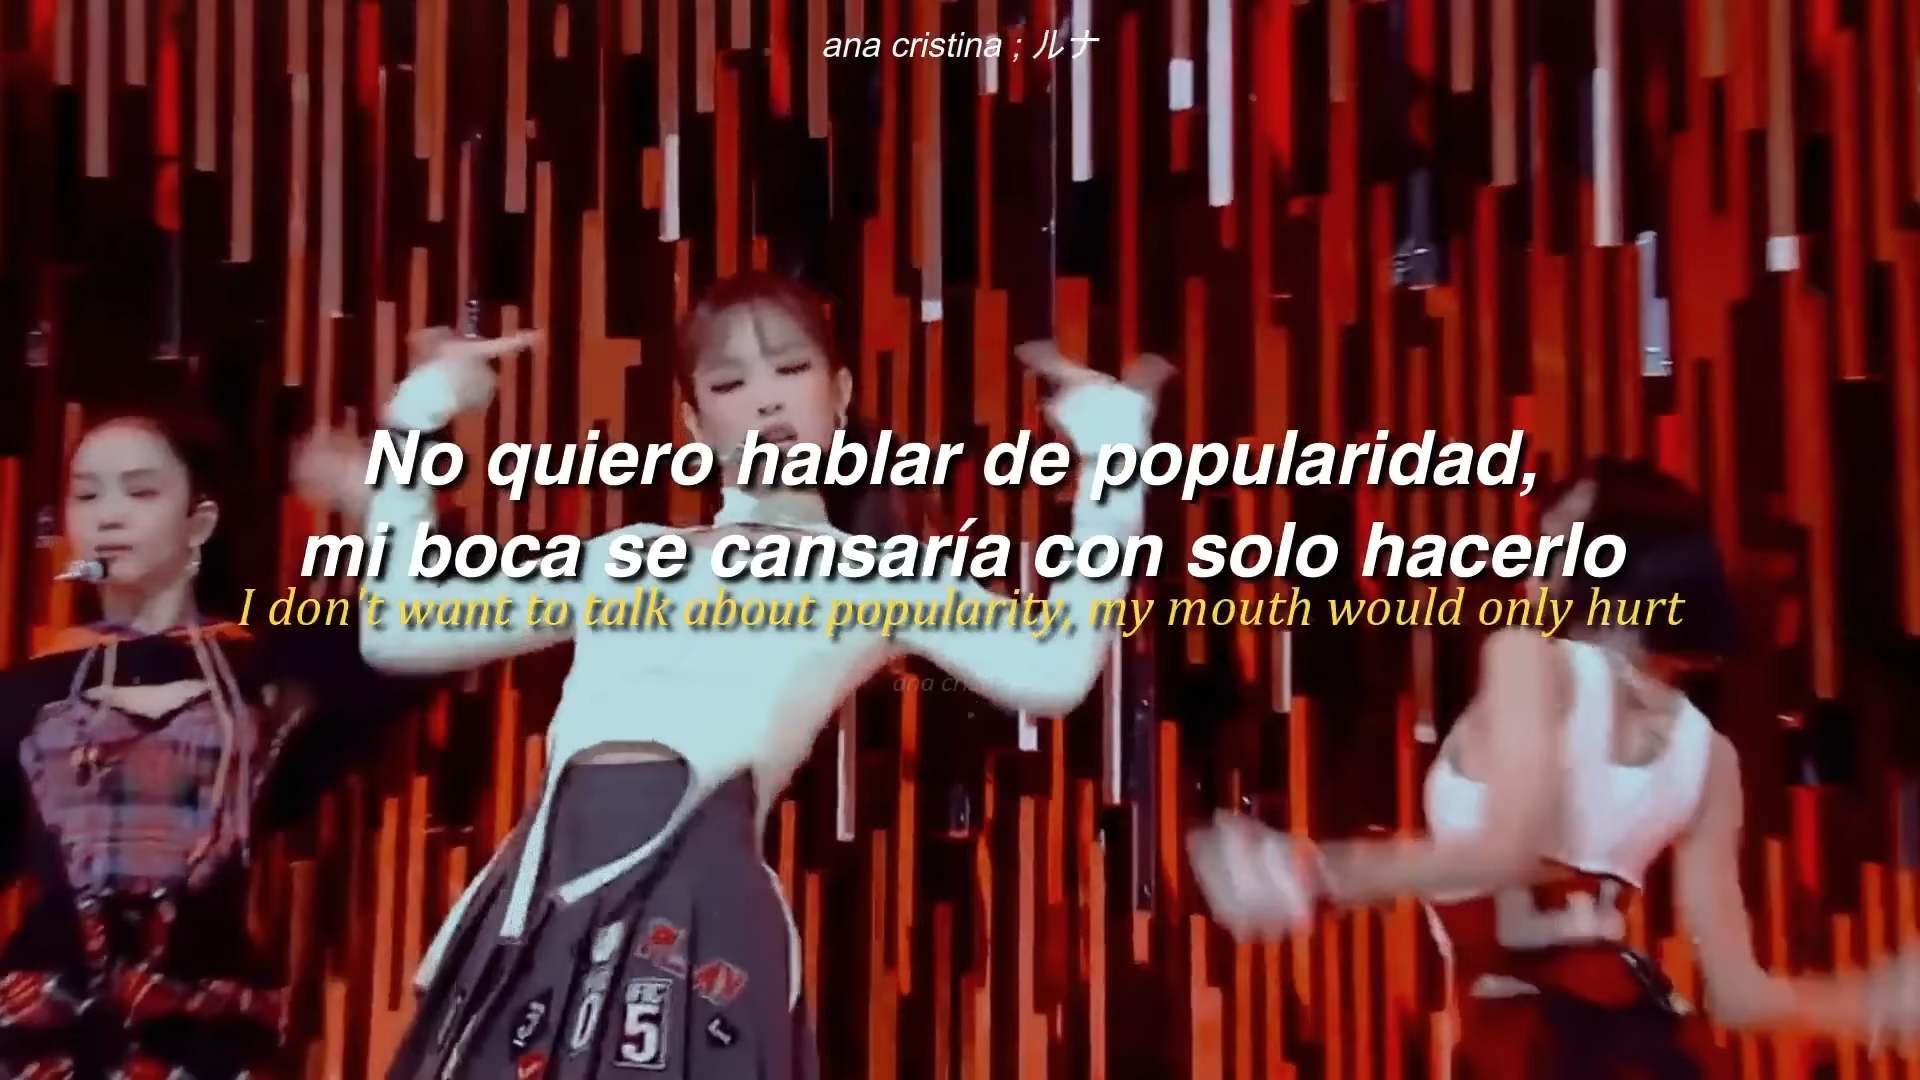 ana cristina ; ルナ
No quiero hablar de popularidad,
mi boca se cansaría con solo hacerlo
I don't want to talk about popularity, my mouth would only hurt
305